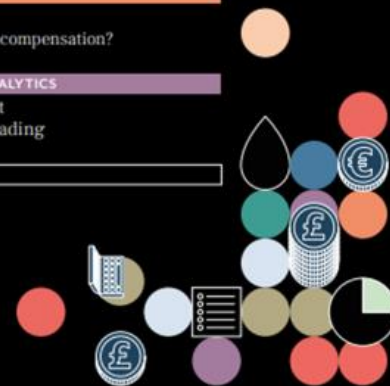 compensation?
ALYTICS
t
ading
€
£
£